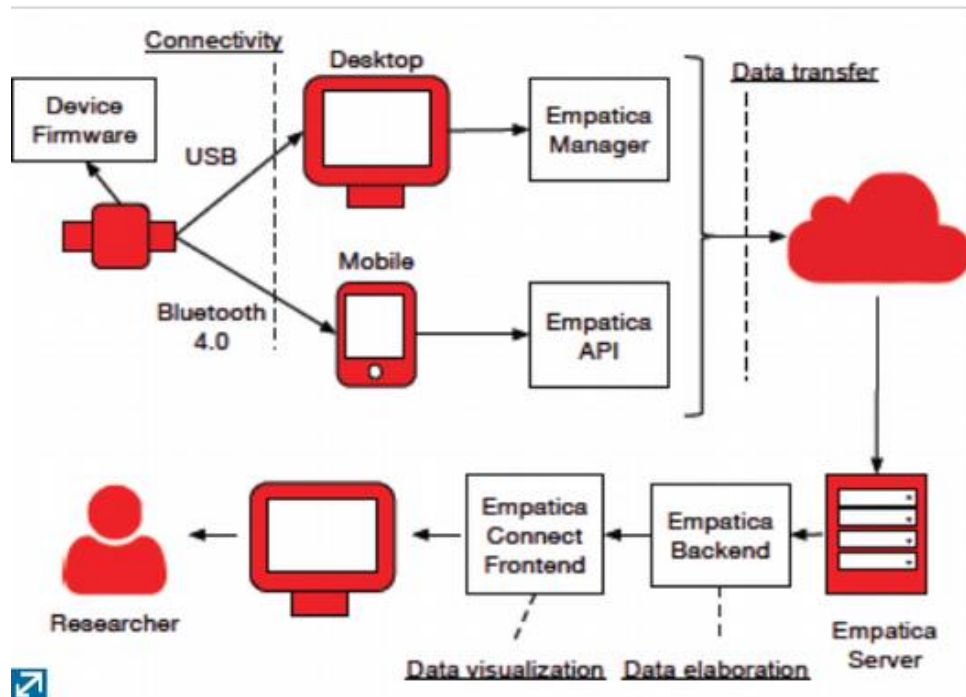 Connectivity
Desktop
Data transfer
Device
Firmware
Empatica
Manager
USB
Mobile
Bluetooth
4.0
Empatica
API
Empatica
Connect
Frontend
Empatica
Backend
Researcher
Empatica
Server
Data visualization
Data elaboration